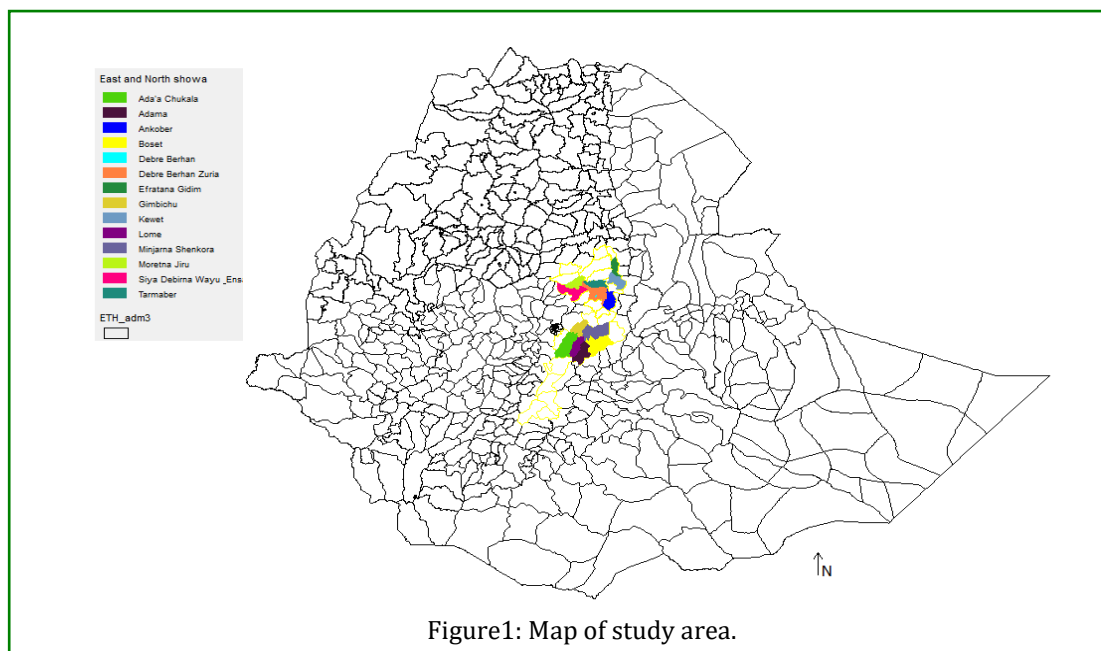 East and North showa
Ada'a Chukala
Adama
Ankober
Boset
Debre Berhan
Debre Berhan Zuria
Efratana Gidim
Gimbichu
Kewet
Lome
Minjarna Shenkora
Moretna Jiru
Siya Debirna Wayu _Ens
Tarmaber
ETH_adm3
N
Figure1: Map of study area.